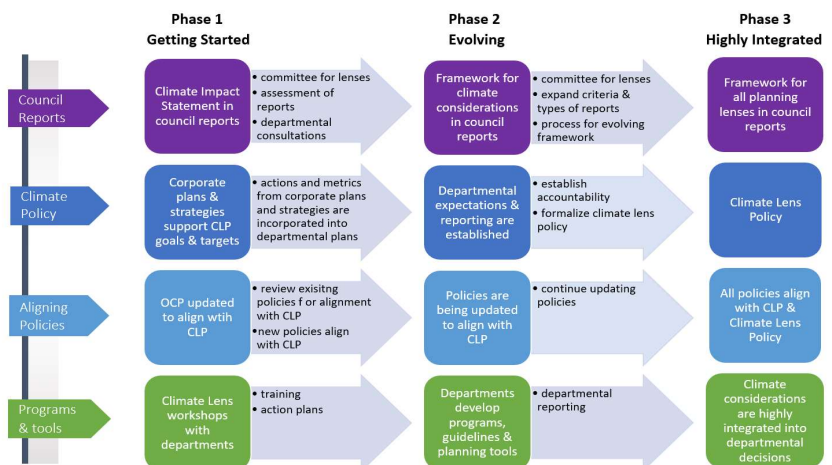 Phase 1
Getting Started
Phase 2
Evolving
Phase 3
Highly Integrated
Council
Reports
Climate Impact
Statement in
council reports
• committee for lenses
• assessment of
reports
• departmental
consultations
Framework for
climate
considerations
in council
reports
• committee for lenses
• expand criteria &
types of reports
• process for evolving
framework
Framework for
all planning
lenses in council
reports
Climate
Policy
Corporate
plans &
strategies
support CLP
goals & targets
• actions and metrics
from corporate plans
and strategies are
incorporated into
departmental plans
Departmental
expectations &
reporting are
established
• establish
accountability
• formalize climate lens
policy
Climate Lens
Policy
Aligning
Policies
OCP updated
to align wtih
CLP
• review exisitng
policies f or alignment
with CLP
•new policies align
with CLP
Policies are
being updated
to align with
CLP
• continue updating
policies
All policies align
with CLP &
Climate Lens
Policy
Programs
& tools
Climate Lens
workshops
with
departments
• training
• action plans
Departments
develop
programs,
guidelines &
planning tools
• departmental
reporting
Climate
considerations
are highly
integrated into
departmental
decisions